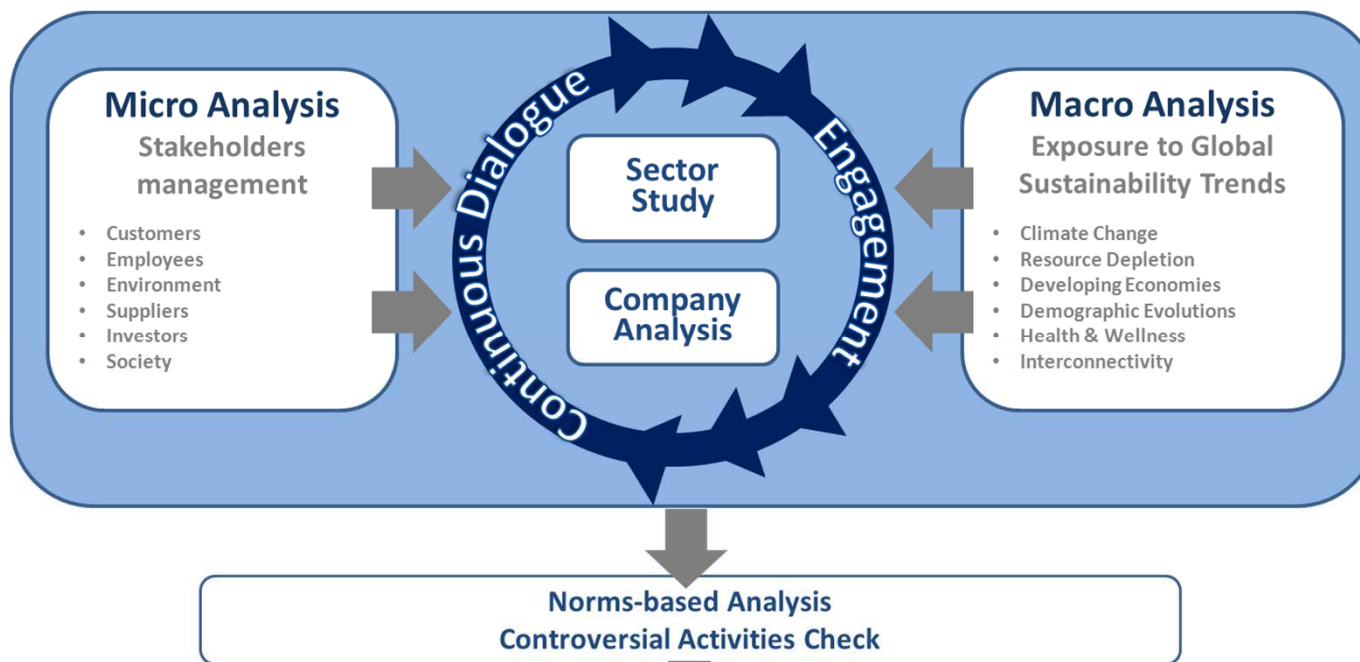 Micro Analysis
Stakeholders
management
• Customers
• Employees
• Environment
• Suppliers
• Investors
• Society
Continuous Dialogue
Engagement
Sector
Study
Company
Analysis
Macro Analysis
Exposure to Global
Sustainability Trends
• Climate Change
• Resource Depletion
• Developing Economies
• Demographic Evolutions
• Health & Wellness
• Interconnectivity
Norms-based Analysis
Controversial Activities Check